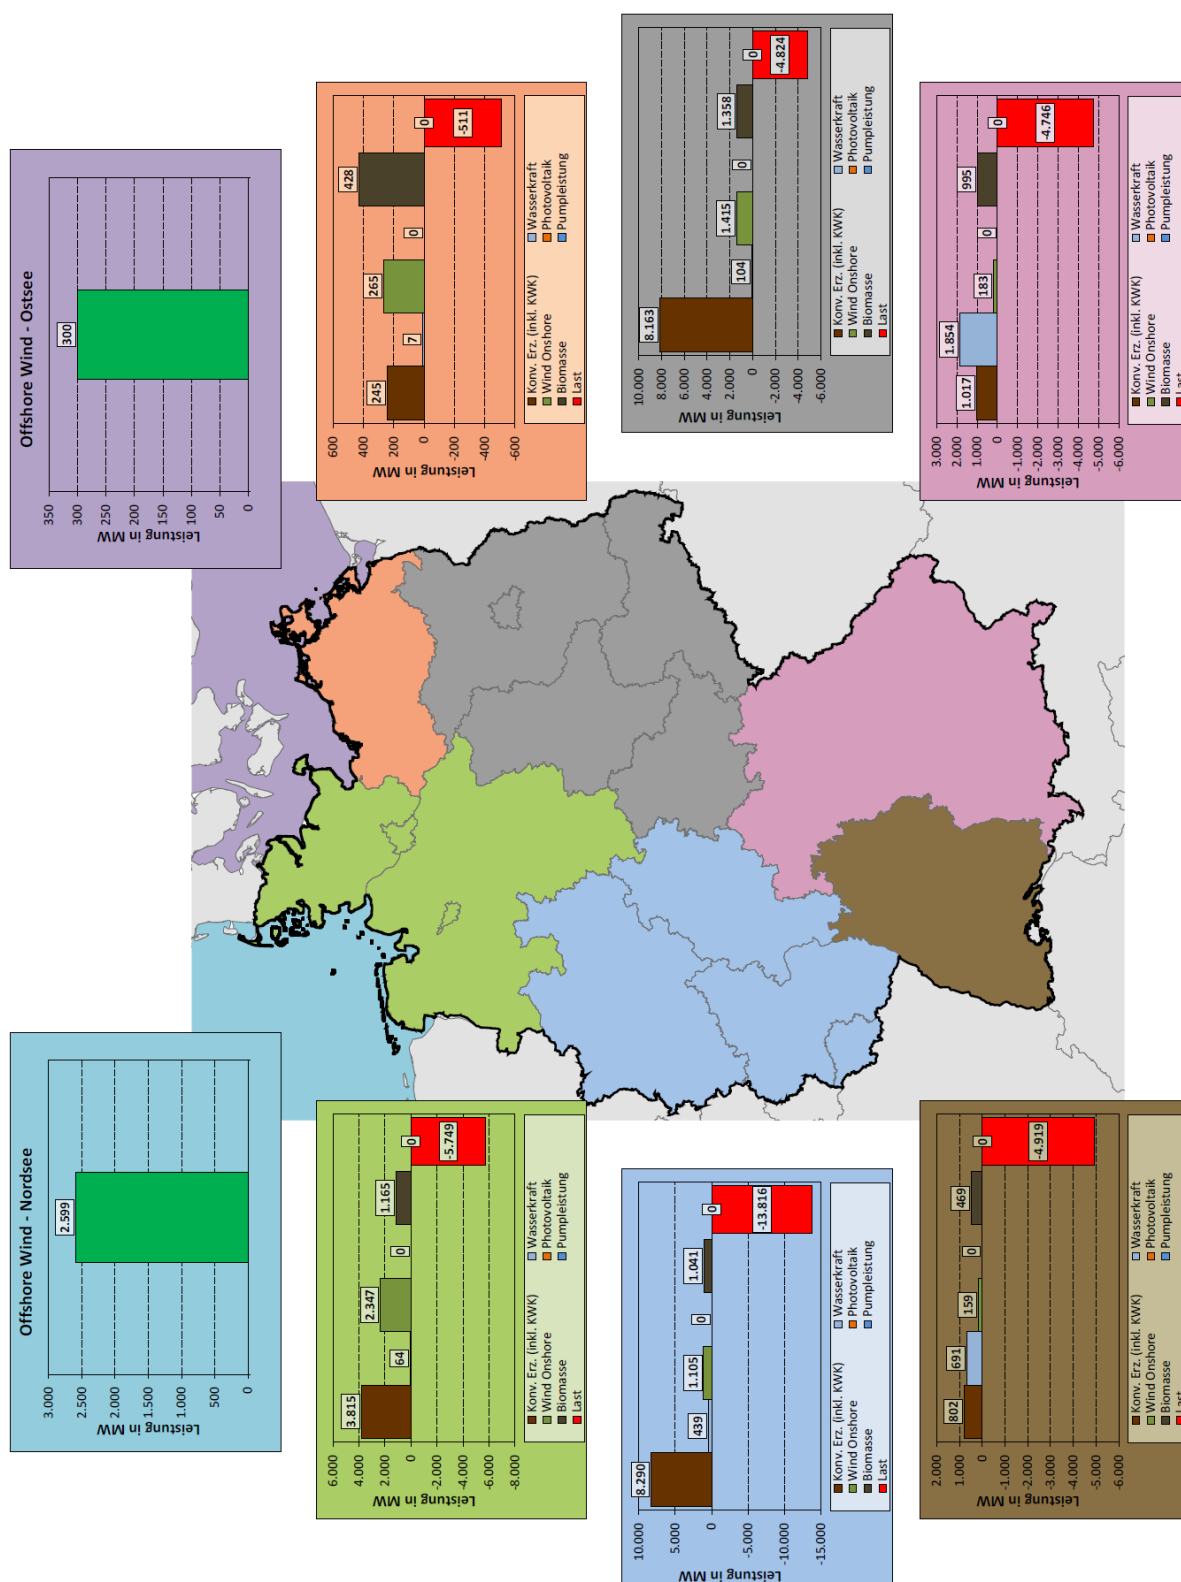 Offshore Wind - Nordsee
Leistung in MW
3.000
2.500
2.000
1.500
1.000
500
0
2.599
Offshore Wind - Ostsee
Leistung in MW
350
300
250
200
150
100
50
0
300
Leistung in MW
6.000
4.000
2.000
0
-2.000
-4.000
-6.000
-8.000
3.815
64
2.347
0
1.165
0
-5.749
Konv. Erz. (inkl. KWK)
Wasserkraft
Wind Onshore
Photovoltaik
Biomasse
Pumpleistung
Last
Leistung in MW
600
400
200
0
-200
-400
-600
245
7
265
0
428
0
-511
Konv. Erz. (inkl. KWK)
Wasserkraft
Wind Onshore
Photovoltaik
Biomasse
Pumpleistung
Last
Leistung in MW
10.000
5.000
0
-5.000
-10.000
-15.000
8.290
439
1.105
0
1.041
0
-13.816
Konv. Erz. (inkl. KWK)
Wasserkraft
Wind Onshore
Photovoltaik
Biomasse
Pumpleistung
Last
Leistung in MW
10.000
8.000
6.000
4.000
2.000
0
-2.000
-4.000
-6.000
8.163
104
1.415
0
1.358
0
-4.824
Konv. Erz. (inkl. KWK)
Wasserkraft
Wind Onshore
Photovoltaik
Biomasse
Pumpleistung
Last
Leistung in MW
2.000
1.000
0
-1.000
-2.000
-3.000
-4.000
-5.000
-6.000
802
691
159
0
469
0
-4.919
Konv. Erz. (inkl. KWK)
Wasserkraft
Wind Onshore
Photovoltaik
Biomasse
Pumpleistung
Last
Leistung in MW
3.000
2.000
1.000
0
-1.000
-2.000
-3.000
-4.000
-5.000
-6.000
1.017
1.854
183
0
995
0
-4.746
Konv. Erz. (inkl. KWK)
Wasserkraft
Wind Onshore
Photovoltaik
Biomasse
Pumpleistung
Last